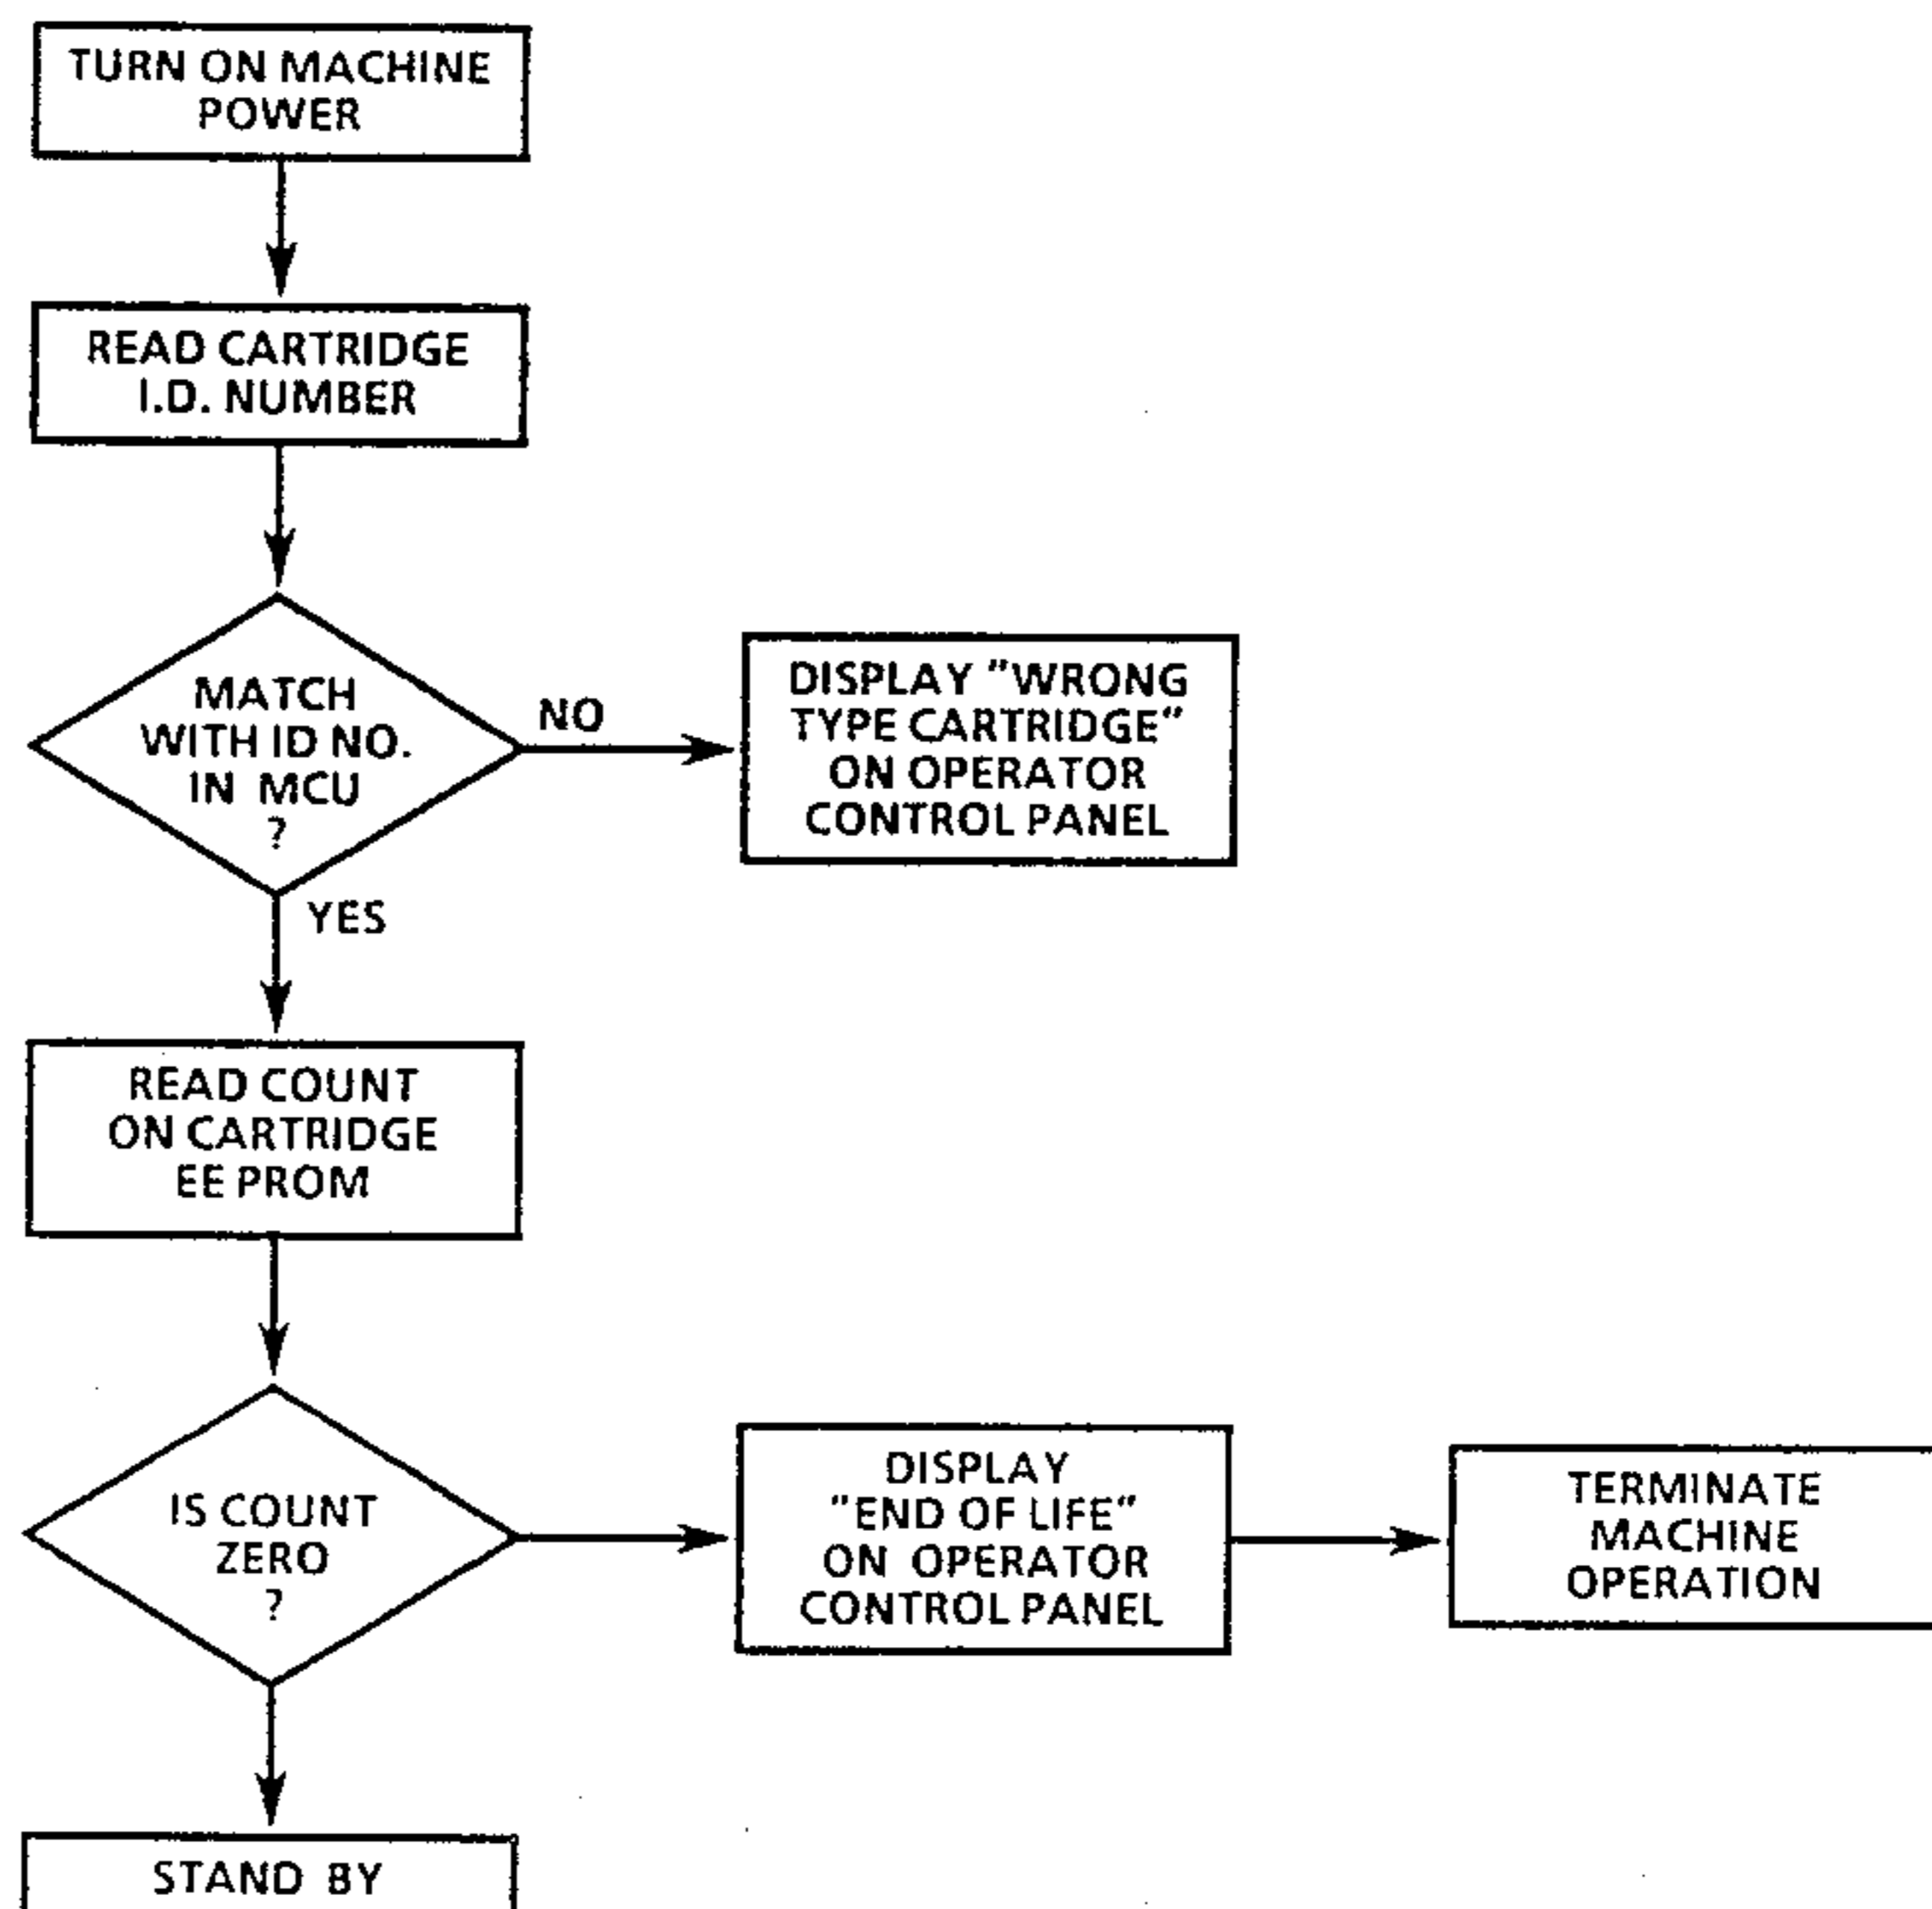 TURN ON MACHINE
POWER
READ CARTRIDGE
I.D. NUMBER
MATCH
WITH ID NO.
IN MCU
?
NO
DISPLAY "WRONG
TYPE CARTRIDGE"
ON OPERATOR
CONTROL PANEL
YES
READ COUNT
ON CARTRIDGE
EE PROM
IS COUNT
ZERO
?
DISPLAY
"END OF LIFE"
ON OPERATOR
CONTROL PANEL
TERMINATE
MACHINE
OPERATION
STAND BY